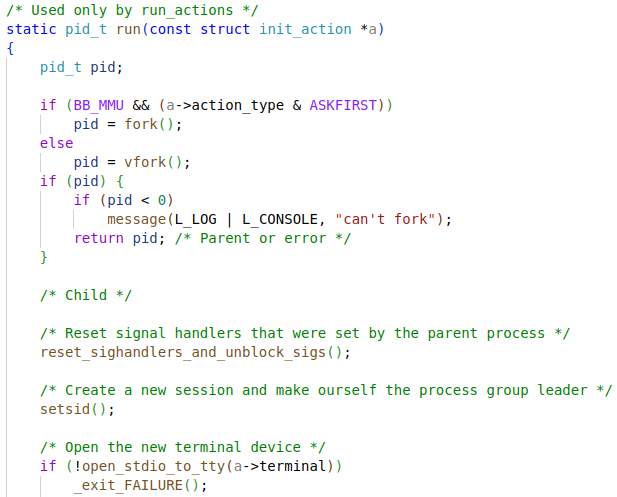 /* Used only by run_actions */
static pid_t run(const struct init_action *a)
{
    pid_t pid;

    if (BB_MMU && (a->action_type & ASKFIRST))
        pid = fork();
    else
        pid = vfork();
    if (pid) {
        if (pid < 0)
            message(L_LOG | L_CONSOLE, "can't fork");
        return pid; /* Parent or error */
    }

    /* Child */

    /* Reset signal handlers that were set by the parent process */
    reset_sighandlers_and_unblock_sigs();

    /* Create a new session and make ourself the process group leader */
    setsid();

    /* Open the new terminal device */
    if (!open_stdio_to_tty(a->terminal))
        _exit_FAILURE();